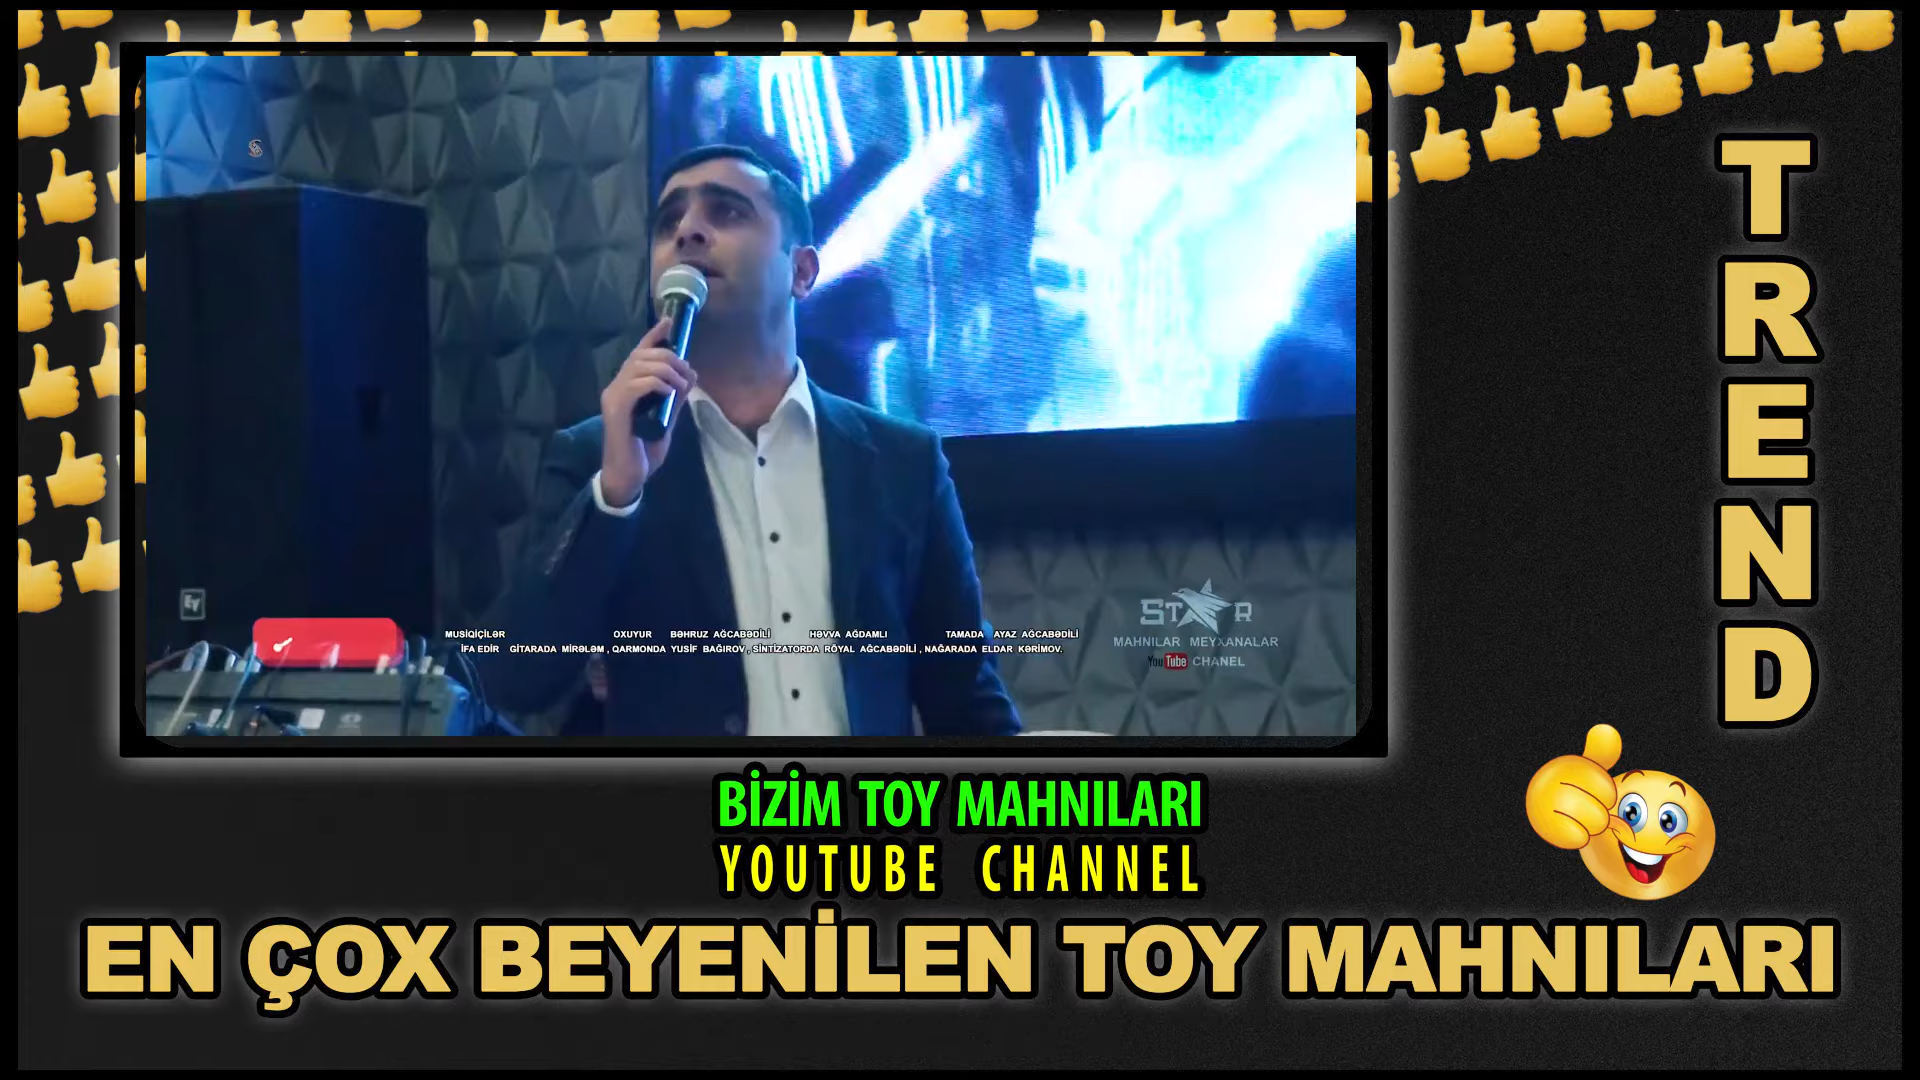 TREND
EV
MUSİQİÇİLƏR OXUYUR BƏHRUZ AĞCABƏDİLİ HƏVVA AĞDAMLI TAMADA AYAZ AĞCABƏDİLİ
İFA EDİR GİTARADA MİRƏLƏM , QARMONDA YUSİF BAĞIROV , SİNTİZATORDA RÖYAL AĞCABƏDİLİ , NAĞARADA ELDAR KƏRİMOV.
STAR
MAHNILAR MEYXANALAR
YouTube CHANEL
BİZİM TOY MAHNILARI
YOUTUBE CHANNEL
EN ÇOX BEYENİLEN TOY MAHNILARI